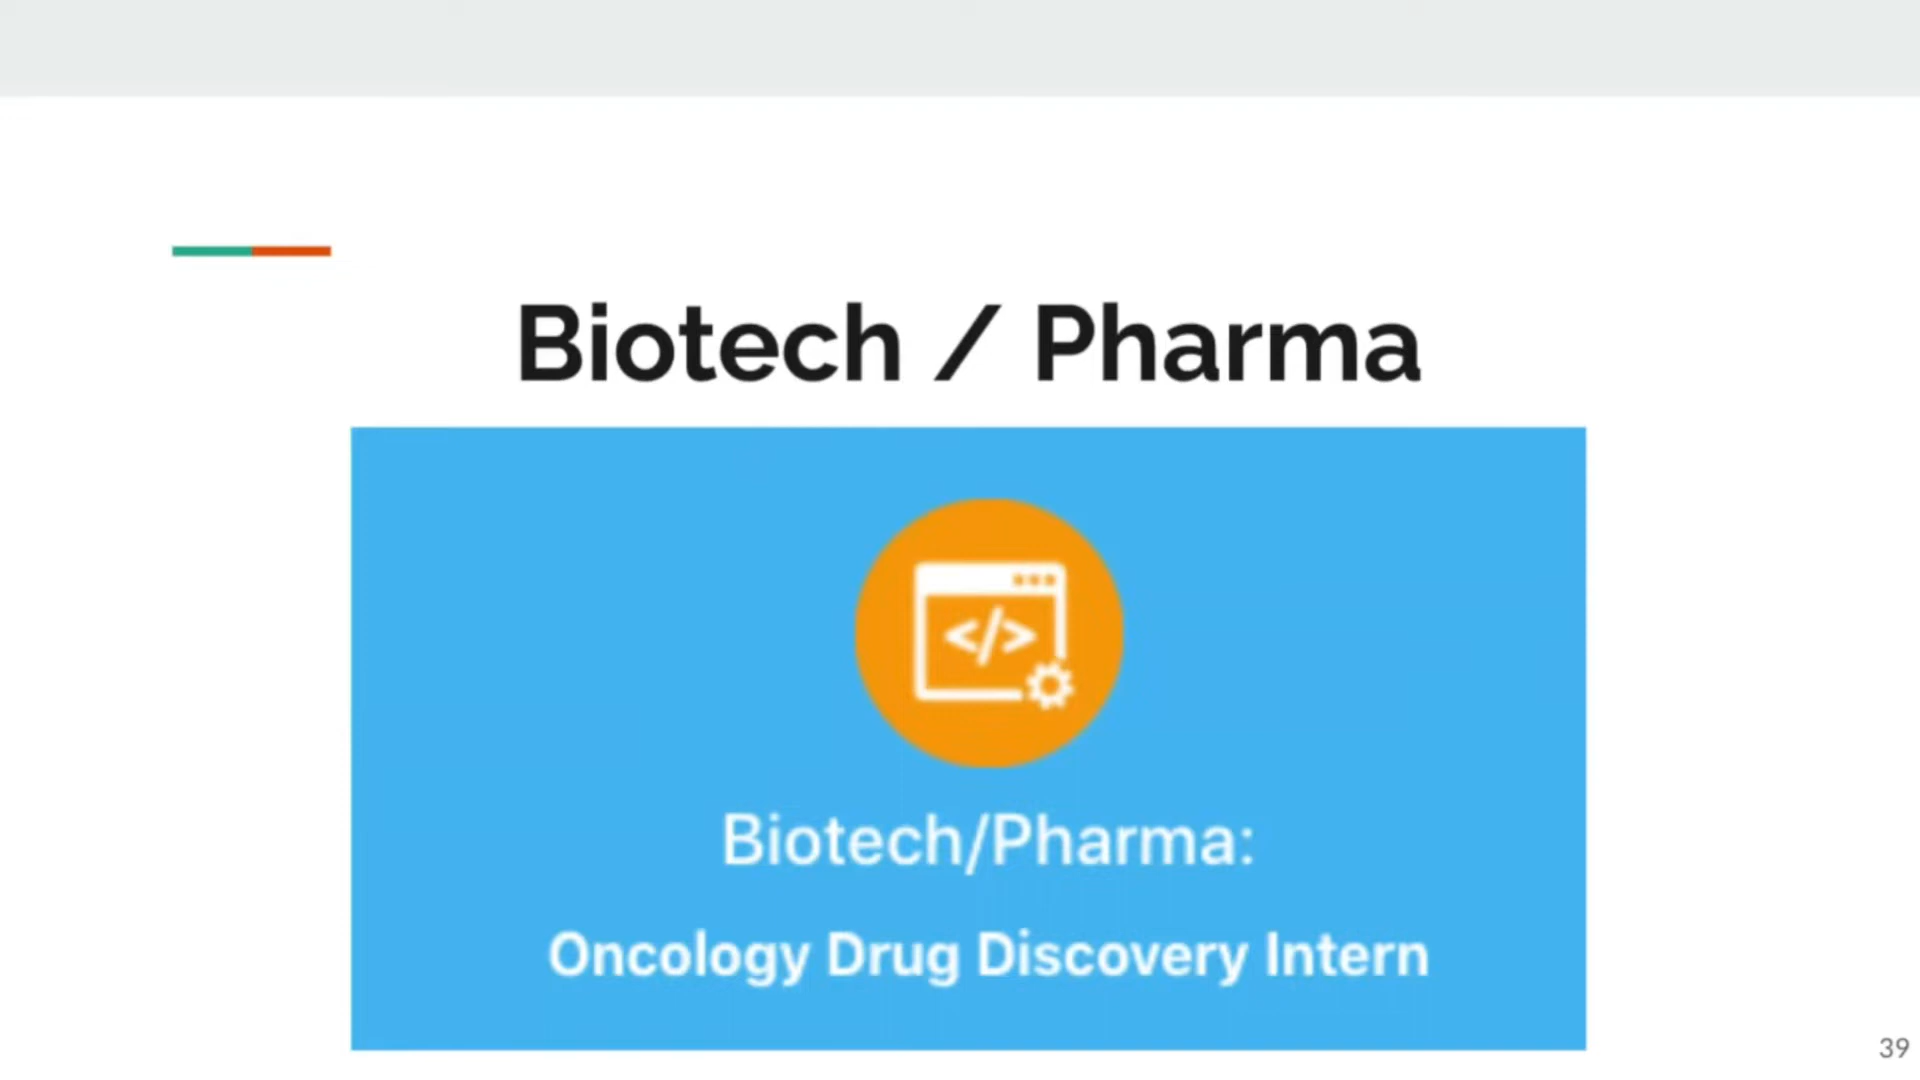 Biotech / Pharma
</>
Biotech/Pharma:
Oncology Drug Discovery Intern
39